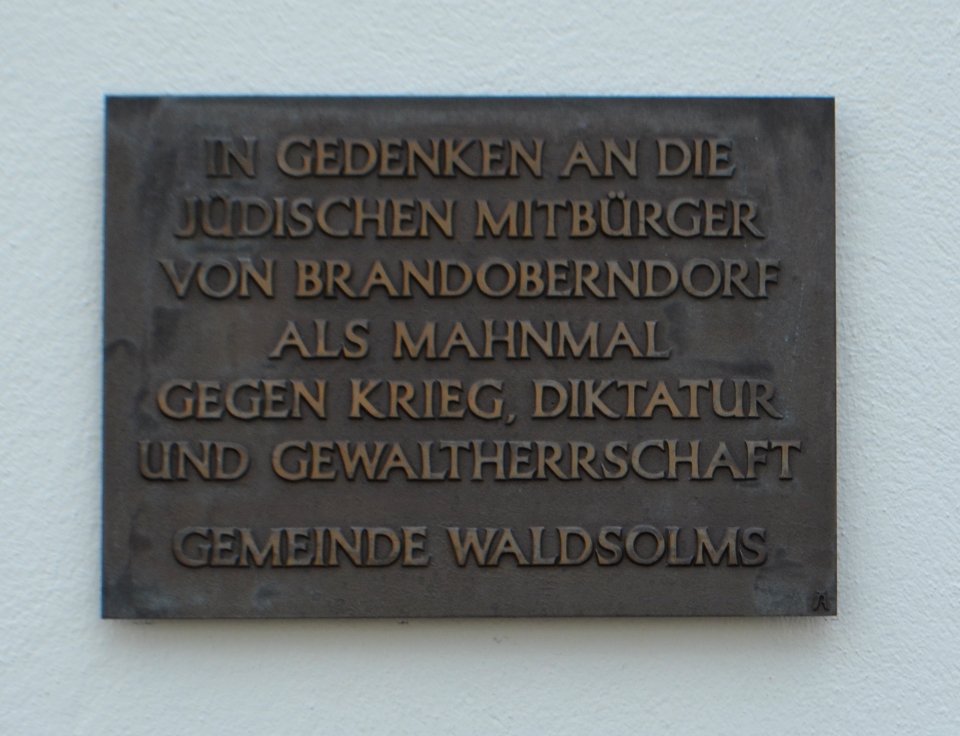 IN GEDENKEN AN DIE
JÜDISCHEN MITBÜRGER
VON BRANDOBERNDORF
ALS MAHNMAL
GEGEN KRIEG, DIKTATUR
UND GEWALTHERRSCHAFT
GEMEINDE WALDSOLMS